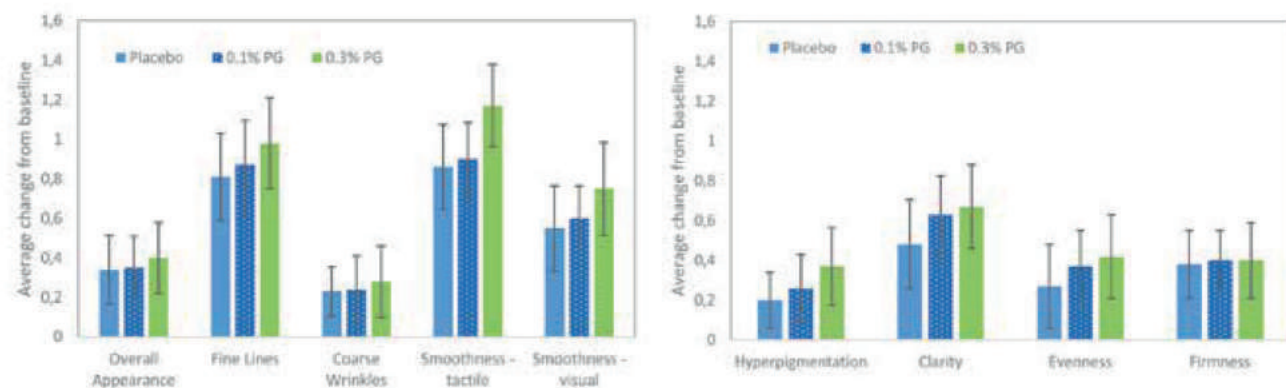 Average change from baseline
1,6
1,4
1,2
1
0,8
0,6
0,4
0,2
0
Placebo 0.1% PG 0.3% PG
Overall Appearance
Fine Lines
Coarse Wrinkles
Smoothness - tactile
Smoothness - visual
Average change from baseline
1,6
1,4
1,2
1
0,8
0,6
0,4
0,2
0
Placebo 0.1% PG 0.3% PG
Hyperpigmentation
Clarity
Evenness
Firmness